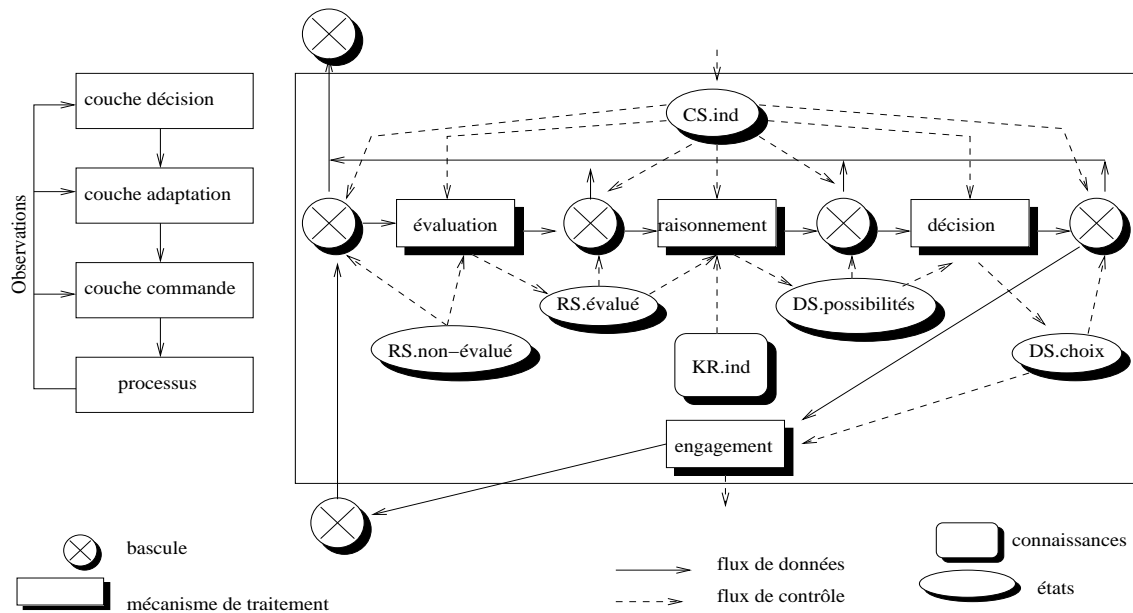 couche décision
couche adaptation
couche commande
processus
Observations
CS.ind
évaluation
raisonnement
décision
RS.évalué
DS.possibilités
RS.non−évalué
KR.ind
DS.choix
engagement
bascule
mécanisme de traitement
flux de données
flux de contrôle
connaissances
états